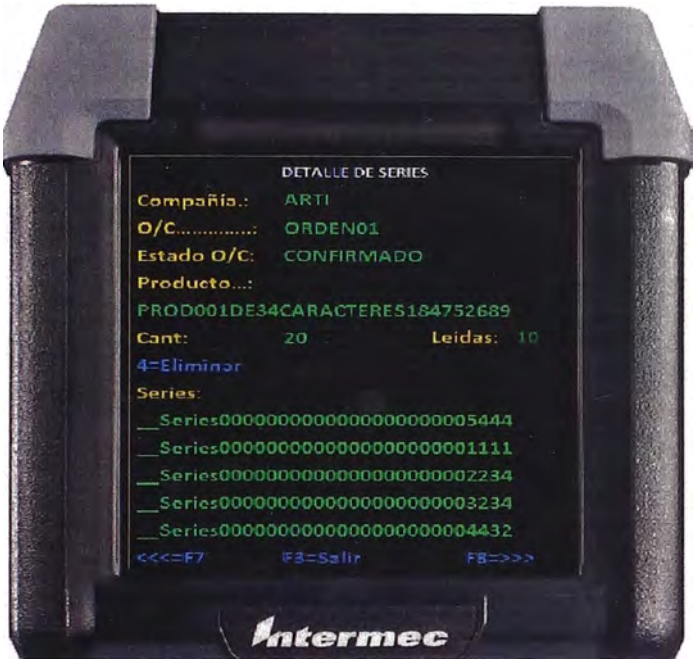 DETALLE DE SERIES
Compañía.: ARTI
O/C..............: ORDEN01
Estado O/C: CONFIRMADO
Producto...:
PROD001DE34CARACTERES184752689
Cant: 20 Leidas: 10
4=Eliminar
Series:
__Series0000000000000000000005444
__Series0000000000000000000001111
__Series0000000000000000000002234
__Series0000000000000000000003234
__Series0000000000000000000004432
<<<=F7 F3=Salir F8=>>>
Intermec